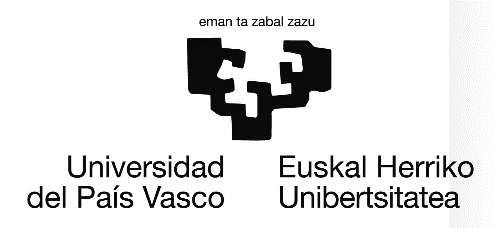 eman ta zabal zazu
Universidad
del País Vasco
Euskal Herriko
Unibertsitatea